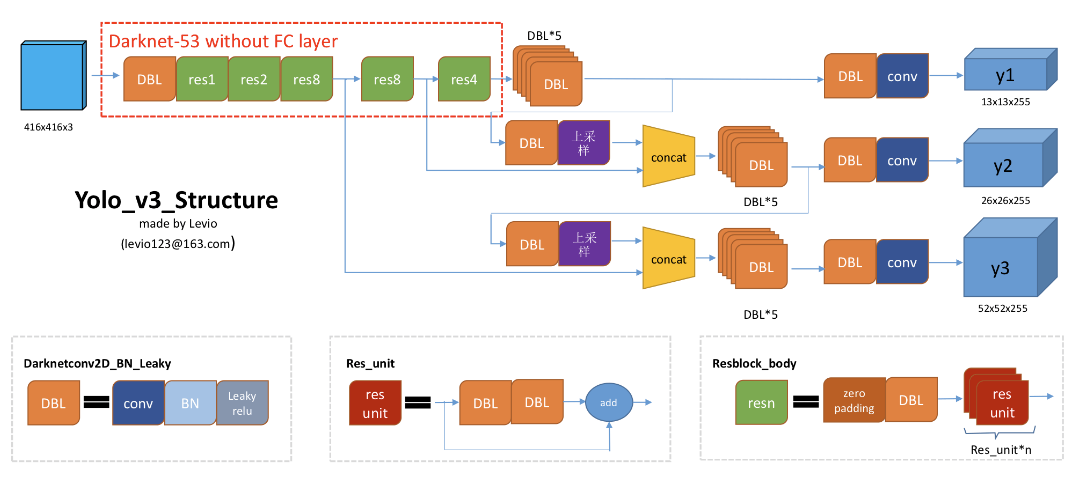 Darknet-53 without FC layer
DBL*5
DBL
res1
res2
res8
res8
res4
DBL
DBL
conv
y1
13x13x255
416x416x3
DBL
上采
样
concat
DBL
DBL
conv
y2
DBL*5
26x26x255
Yolo_v3_Structure
made by Levio
(levio123@163.com)
DBL
上采
样
concat
DBL
DBL
conv
y3
DBL*5
52x52x255
Darknetconv2D_BN_Leaky
DBL
conv
BN
Leaky
relu
Res_unit
res
unit
DBL
DBL
add
Resblock_body
resn
zero
padding
DBL
res
unit
Res_unit*n